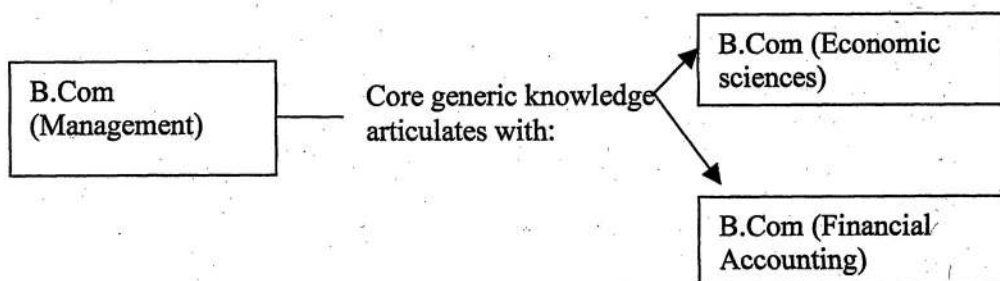 B.Com
(Management)
Core generic knowledge
articulates with:
B.Com (Economic
sciences)
B.Com (Financial
Accounting)